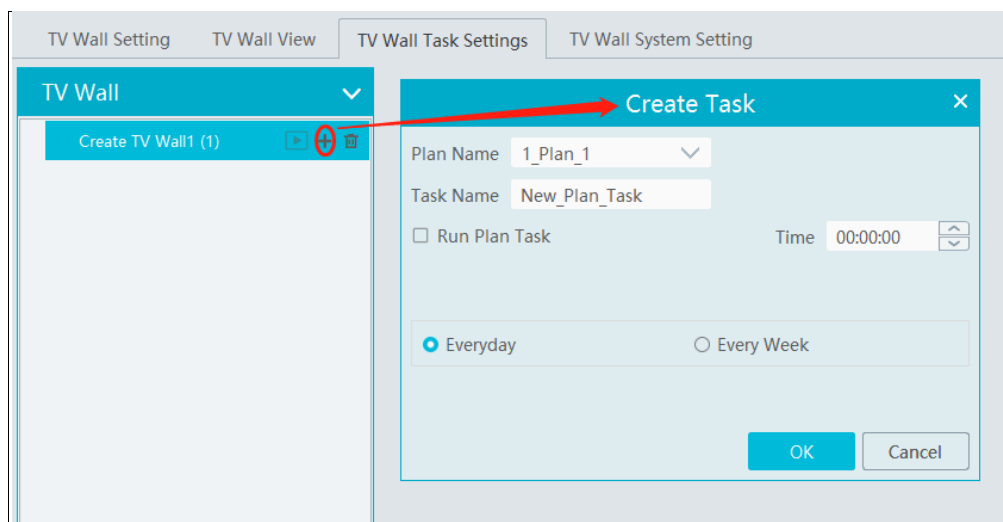 TV Wall Setting TV Wall View TV Wall Task Settings TV Wall System Setting
TV Wall
Create TV Wall1 (1)
Create Task
Plan Name 1_Plan_1
Task Name New_Plan_Task
Run Plan Task Time 00:00:00
Everyday Every Week
OK Cancel